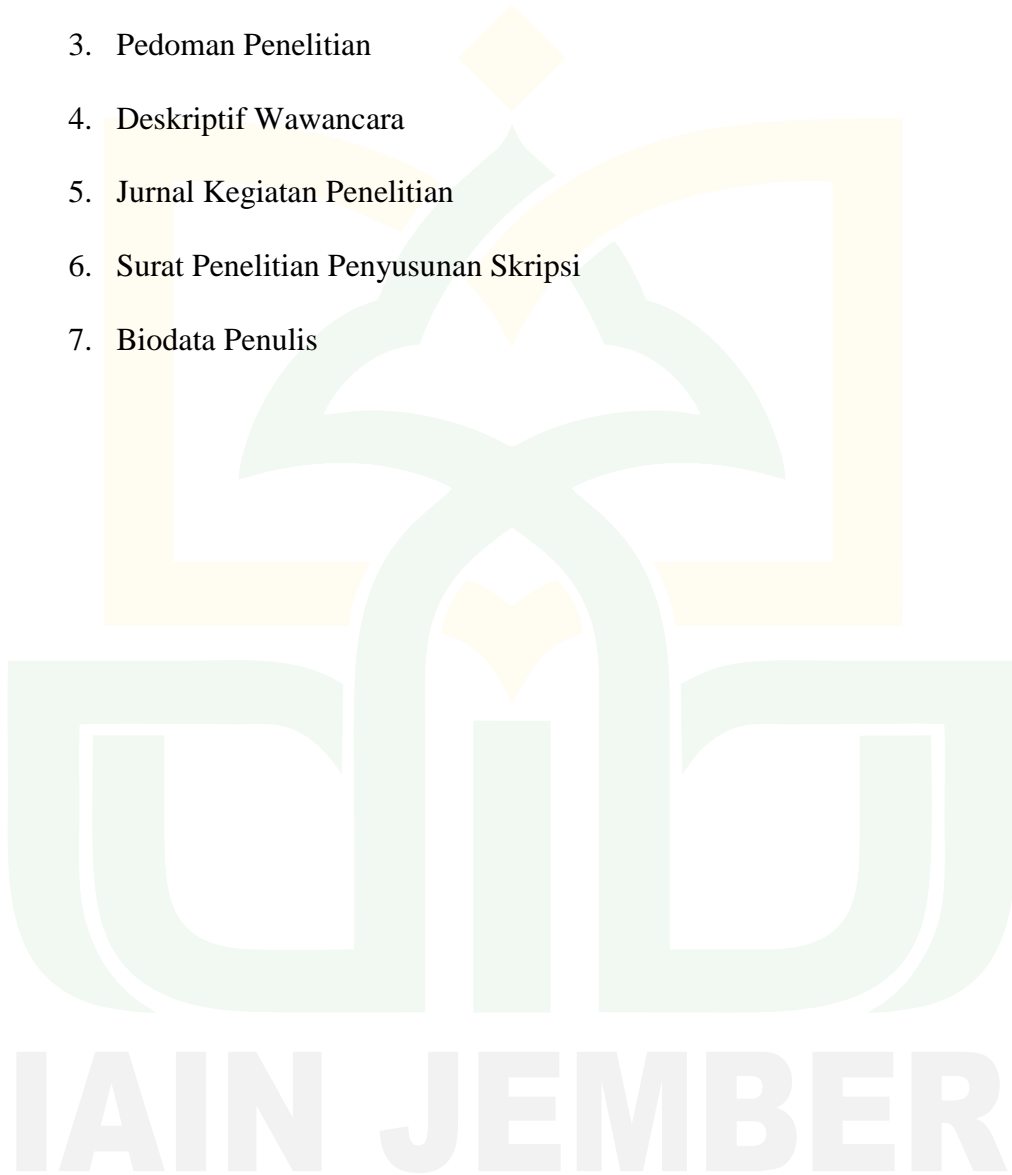 3. Pedoman Penelitian
4. Deskriptif Wawancara
5. Jurnal Kegiatan Penelitian
6. Surat Penelitian Penyusunan Skripsi
7. Biodata Penulis
IAIN JEMBER